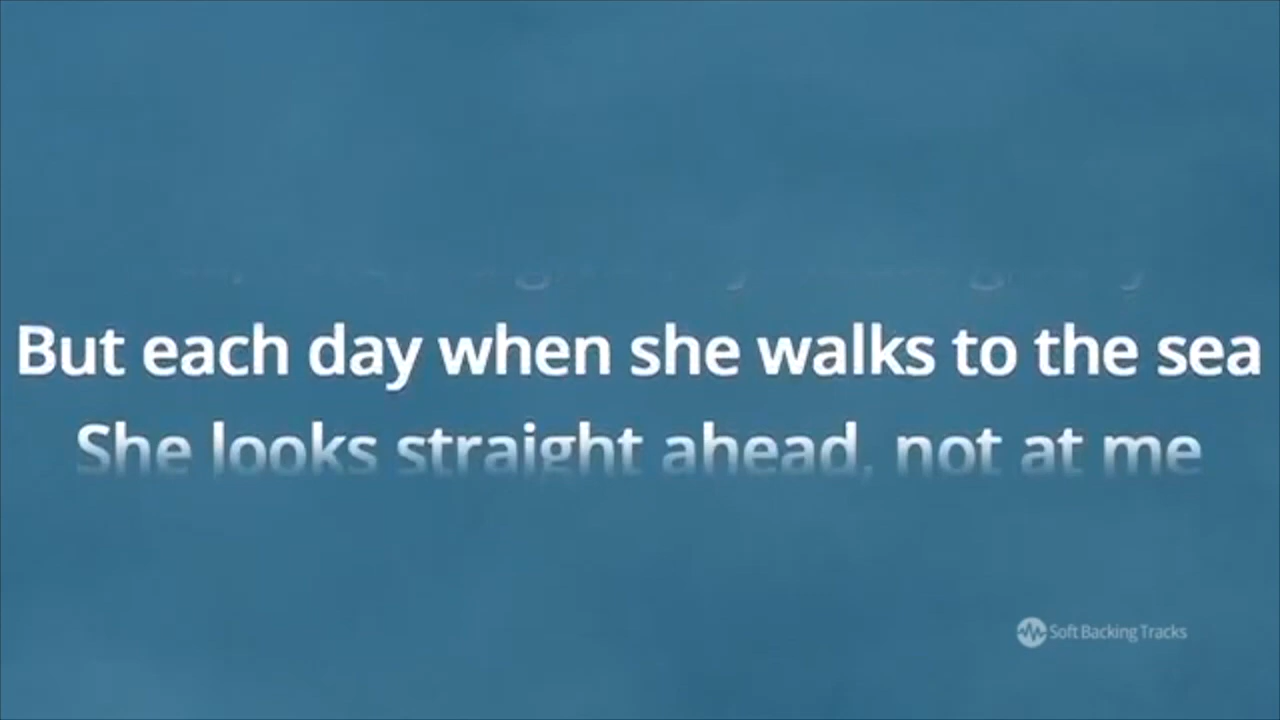 But each day when she walks to the sea
She looks straight ahead, not at me
Soft Backing Tracks